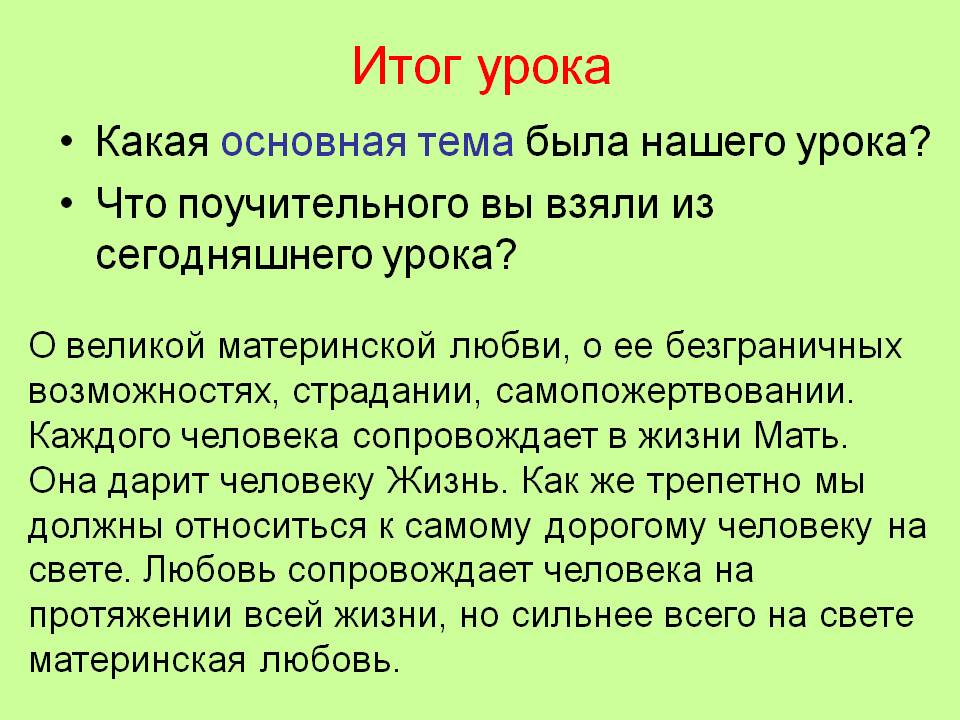 Итог урока
• Какая основная тема была нашего урока?
• Что поучительного вы взяли из
сегодняшнего урока?
О великой материнской любви, о ее безграничных
возможностях, страдании, самопожертвовании.
Каждого человека сопровождает в жизни Мать.
Она дарит человеку Жизнь. Как же трепетно мы
должны относиться к самому дорогому человеку на
свете. Любовь сопровождает человека на
протяжении всей жизни, но сильнее всего на свете
материнская любовь.